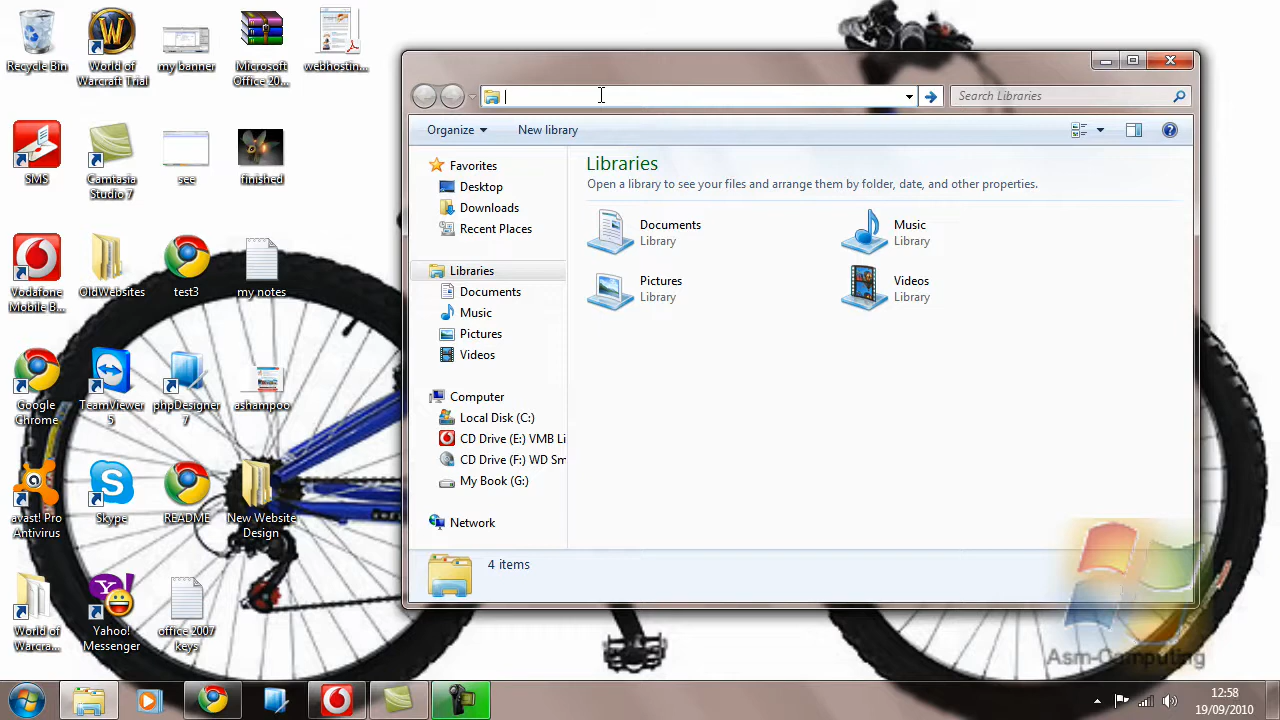 Recycle Bin
World of
Warcraft Trial
my banner
Microsoft
Office 20...
webhostin...
SMS
Camtasia
Studio 7
see
finished
Vodafone
Mobile B...
OldWebsites
test3
my notes
Google
Chrome
TeamViewer
5
phpDesigner
7
ashampoo
avast! Pro
Antivirus
Skype
README
New Website
Design
World of
Warcra...
Yahoo!
Messenger
office 2007
keys
Search Libraries
Favorites
Desktop
Downloads
Recent Places
Libraries
Music
Pictures
Videos
Computer
Local Disk (C:)
CD Drive (E:) VMB Li
CD Drive (F:) WD Sm
My Book (G:)
Network
Libraries
Open a library to see your files and arrange them by folder, date, and other properties.
Documents
Library
Music
Library
Pictures
Library
Videos
Library
4 items
Asm Computing
12:58
19/09/2010